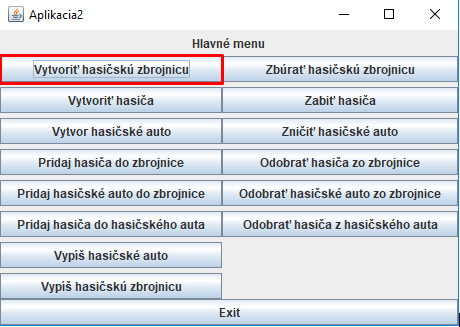 Aplikacia2
Hlavné menu
Vytvoriť hasičskú zbrojnicu Zbúrať hasičskú zbrojnicu
Vytvoriť hasiča Zabiť hasiča
Vytvor hasičské auto Zničiť hasičské auto
Pridaj hasiča do zbrojnice Odobrať hasiča zo zbrojnice
Pridaj hasičské auto do zbrojnice Odobrať hasičské auto zo zbrojnice
Pridaj hasiča do hasičského auta Odobrať hasiča z hasičského auta
Vypíš hasičské auto
Vypíš hasičskú zbrojnicu
Exit